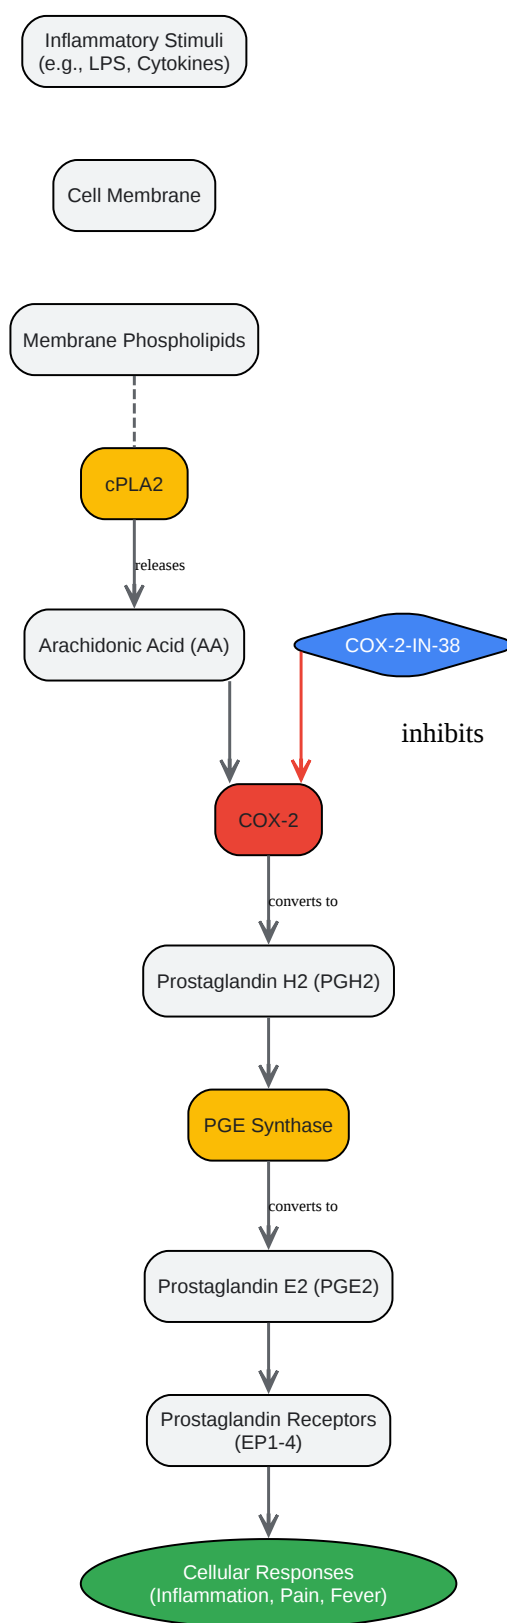 Inflammatory Stimuli
(e.g., LPS, Cytokines)
Cell Membrane
Membrane Phospholipids
cPLA2
releases
Arachidonic Acid (AA)
COX-2-IN-38
inhibits
COX-2
converts to
Prostaglandin H2 (PGH2)
PGE Synthase
converts to
Prostaglandin E2 (PGE2)
Prostaglandin Receptors
(EP1-4)
Cellular Responses
(Inflammation, Pain, Fever)